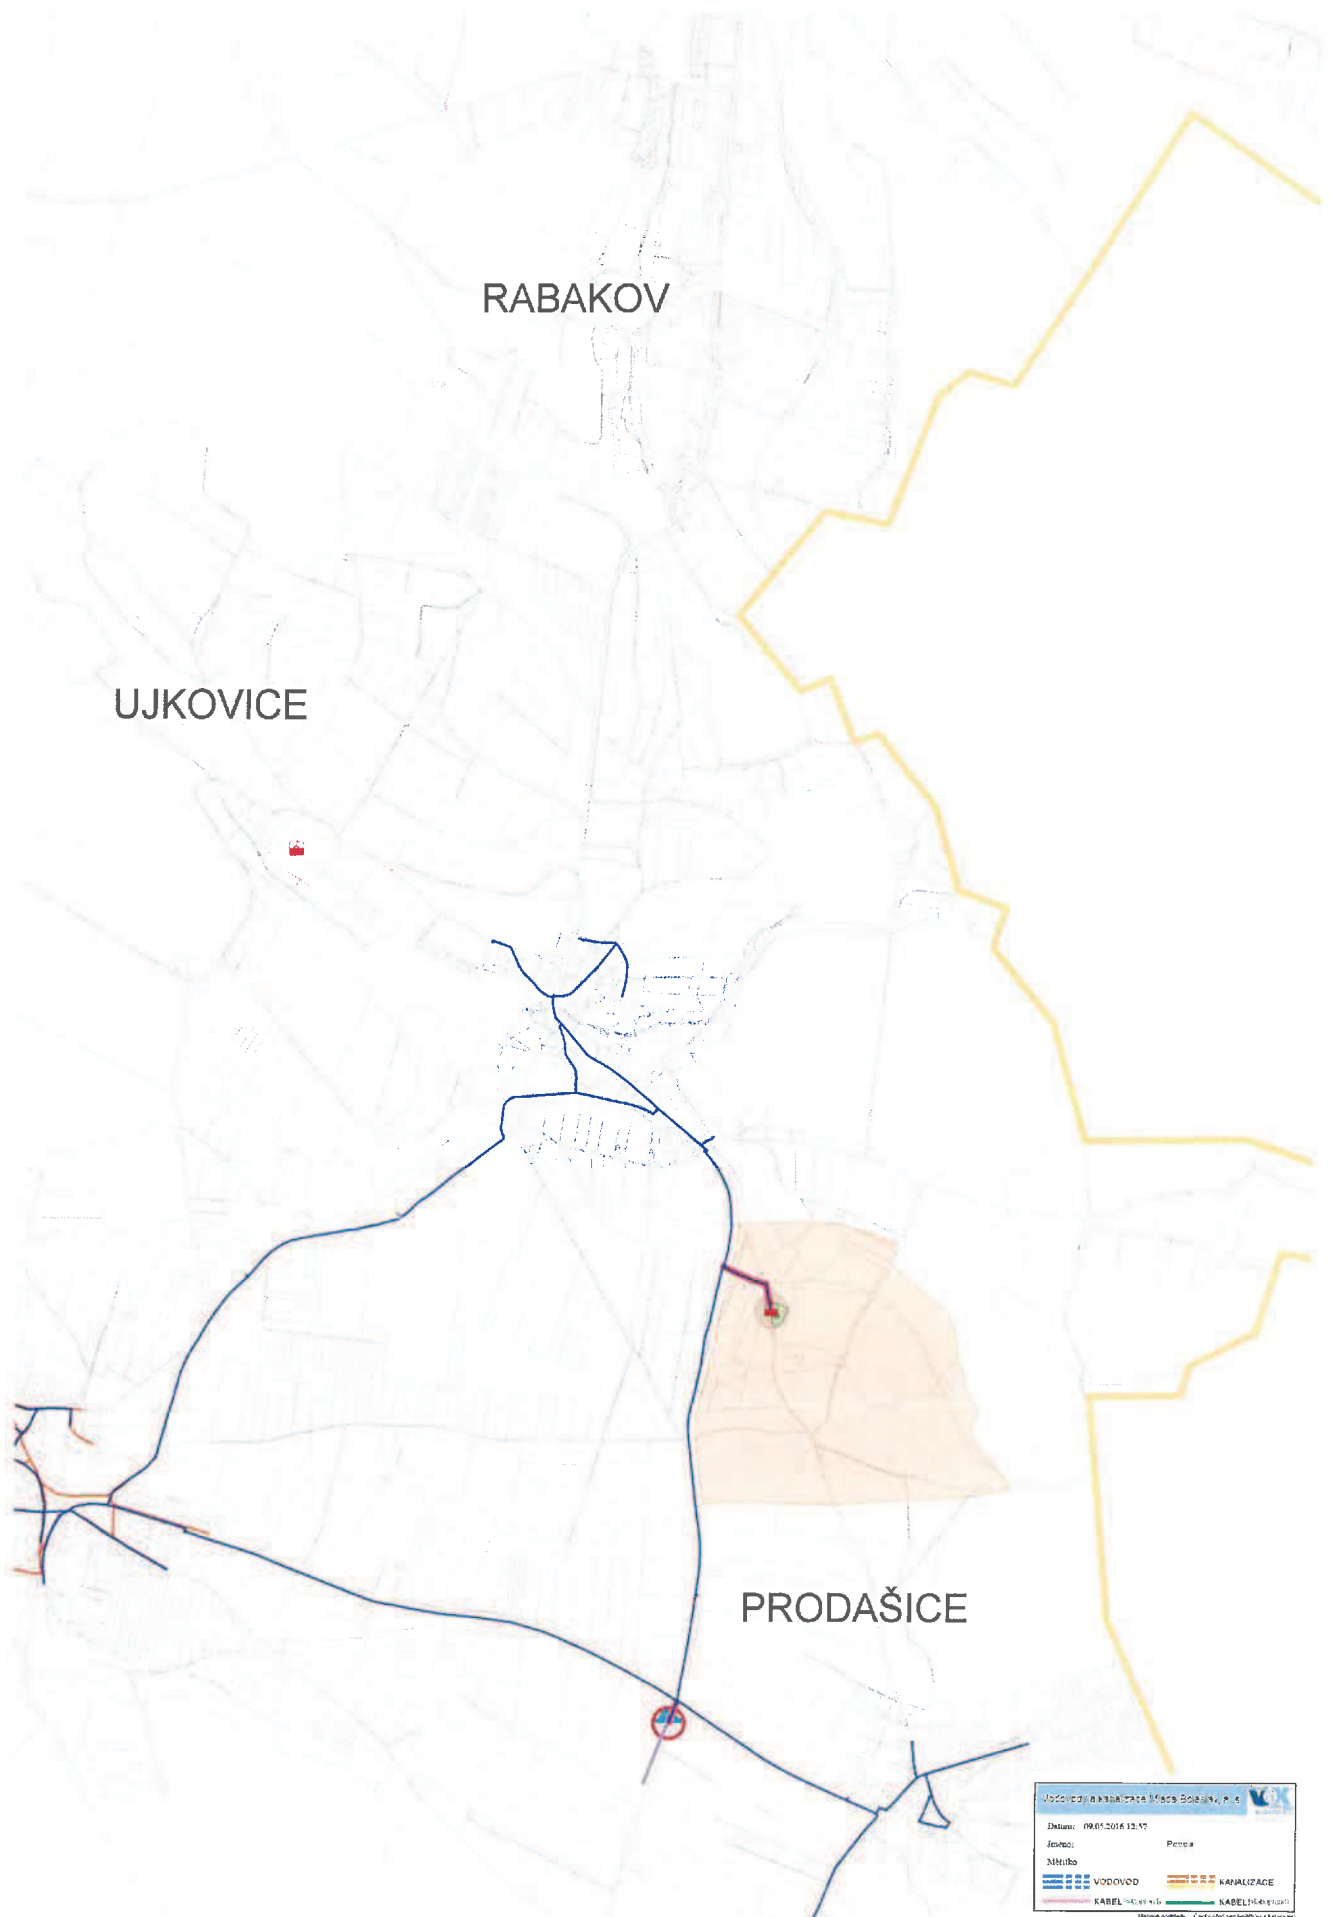 RABAKOV
UJKOVICE
PRODAŠICE
Vodovody a kanalizace Mladá Boleslav, a. s.
Datum: 09.05.2016 12:57
Jméno:
Měřítko
VODOVOD KANALIZACE
KABEL KABEL